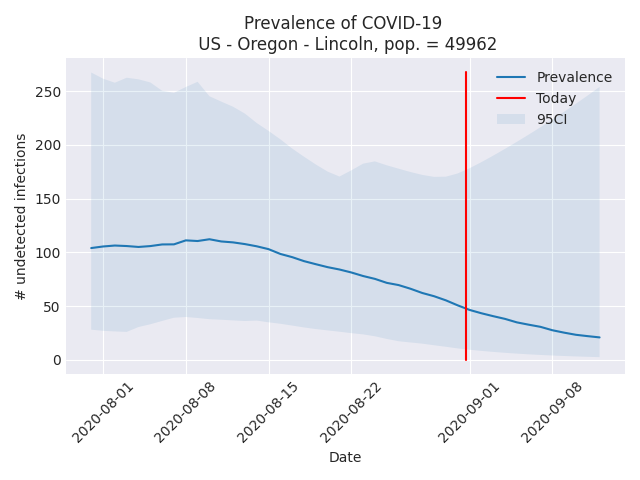 Prevalence of COVID-19
US - Oregon - Lincoln, pop. = 49962
Prevalence
Today
95CI
# undetected infections
250
200
150
100
50
0
2020-08-01
2020-08-08
2020-08-15
2020-08-22
2020-09-01
2020-09-08
Date